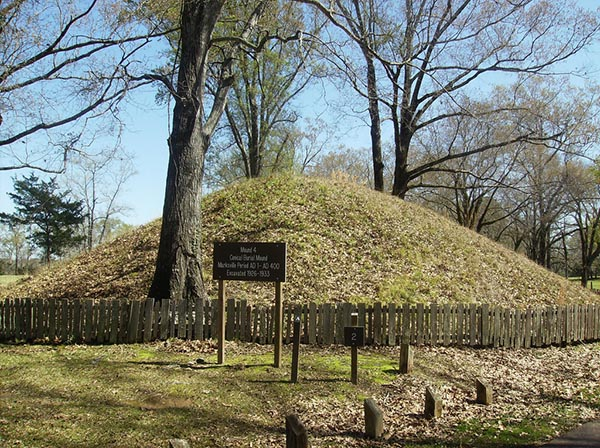 Mound 4
Conical Burial Mound
Marksville Period AD 1 - AD 400
Excavated 1926 - 1933
2